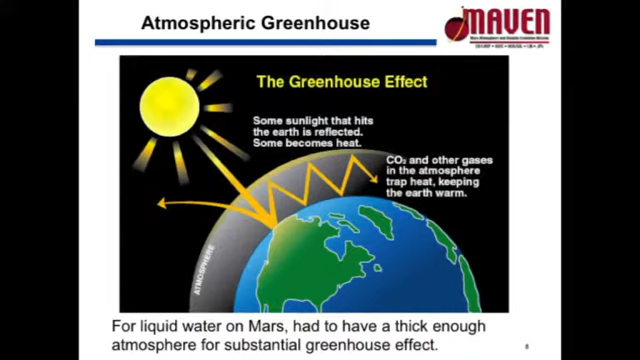 Atmospheric Greenhouse
MAVEN
The Greenhouse Effect
Some sunlight that hits
the earth is reflected.
Some becomes heat.
CO₂ and other gases
in the atmosphere
trap heat, keeping
the earth warm.
ATMOSPHERE
For liquid water on Mars, had to have a thick enough
atmosphere for substantial greenhouse effect.
8